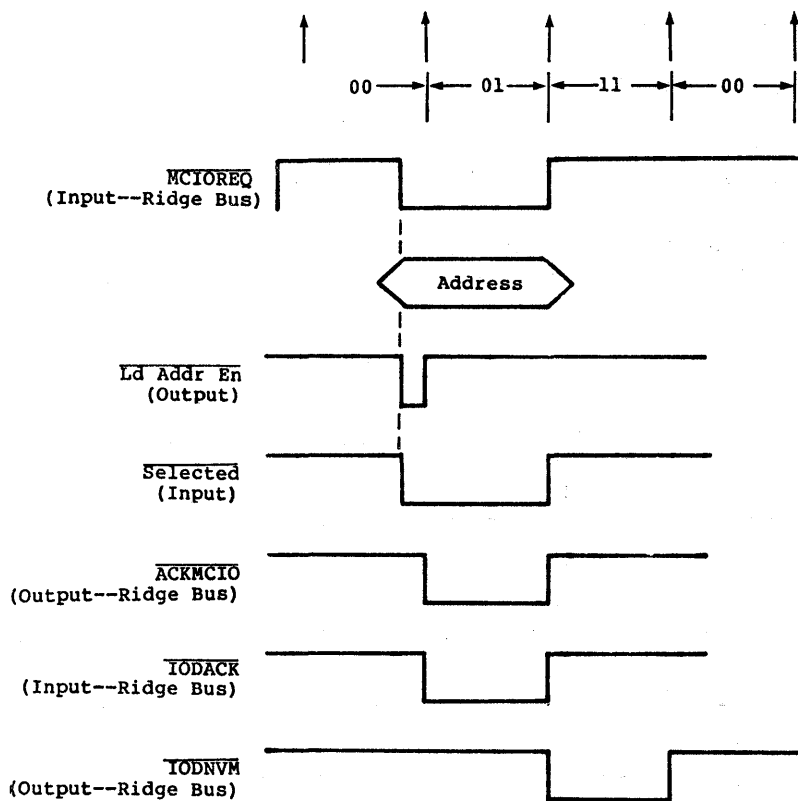 00 01 11 00
MCIOREQ
(Input--Ridge Bus)
Address
Ld Addr En
(Output)
Selected
(Input)
ACKMCIO
(Output--Ridge Bus)
IODACK
(Input--Ridge Bus)
IODNVM
(Output--Ridge Bus)